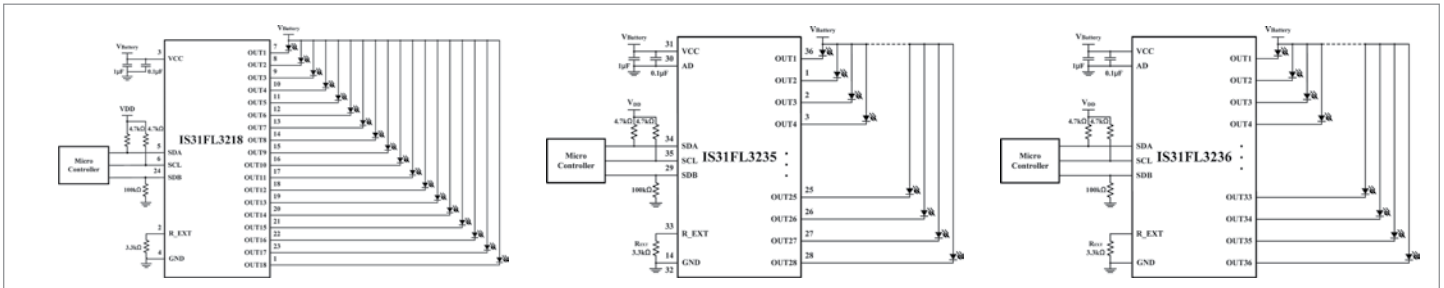 VBattery
VBattery
3
VCC
1μF
0.1μF
VDD
4.7kΩ
4.7kΩ
IS31FL3218
Micro
Controller
5
SDA
6
SCL
24
SDB
100kΩ
2
R_EXT
3.3kΩ
4
GND
7
OUT1
8
OUT2
9
OUT3
10
OUT4
11
OUT5
12
OUT6
13
OUT7
14
OUT8
15
OUT9
16
OUT10
17
OUT11
18
OUT12
19
OUT13
20
OUT14
21
OUT15
22
OUT16
23
OUT17
1
OUT18
VBattery
VBattery
31
VCC
30
AD
1μF
0.1μF
VDD
4.7kΩ
4.7kΩ
IS31FL3235
Micro
Controller
34
SDA
35
SCL
29
SDB
100kΩ
33
R_EXT
REXT
3.3kΩ
14
GND
32
36
OUT1
1
OUT2
2
OUT3
3
OUT4
25
OUT25
26
OUT26
27
OUT27
28
OUT28
VBattery
VBattery
VCC
AD
1μF
0.1μF
VDD
4.7kΩ
4.7kΩ
IS31FL3236
Micro
Controller
SDA
SCL
SDB
100kΩ
R_EXT
REXT
3.3kΩ
GND
OUT1
OUT2
OUT3
OUT4
OUT33
OUT34
OUT35
OUT36